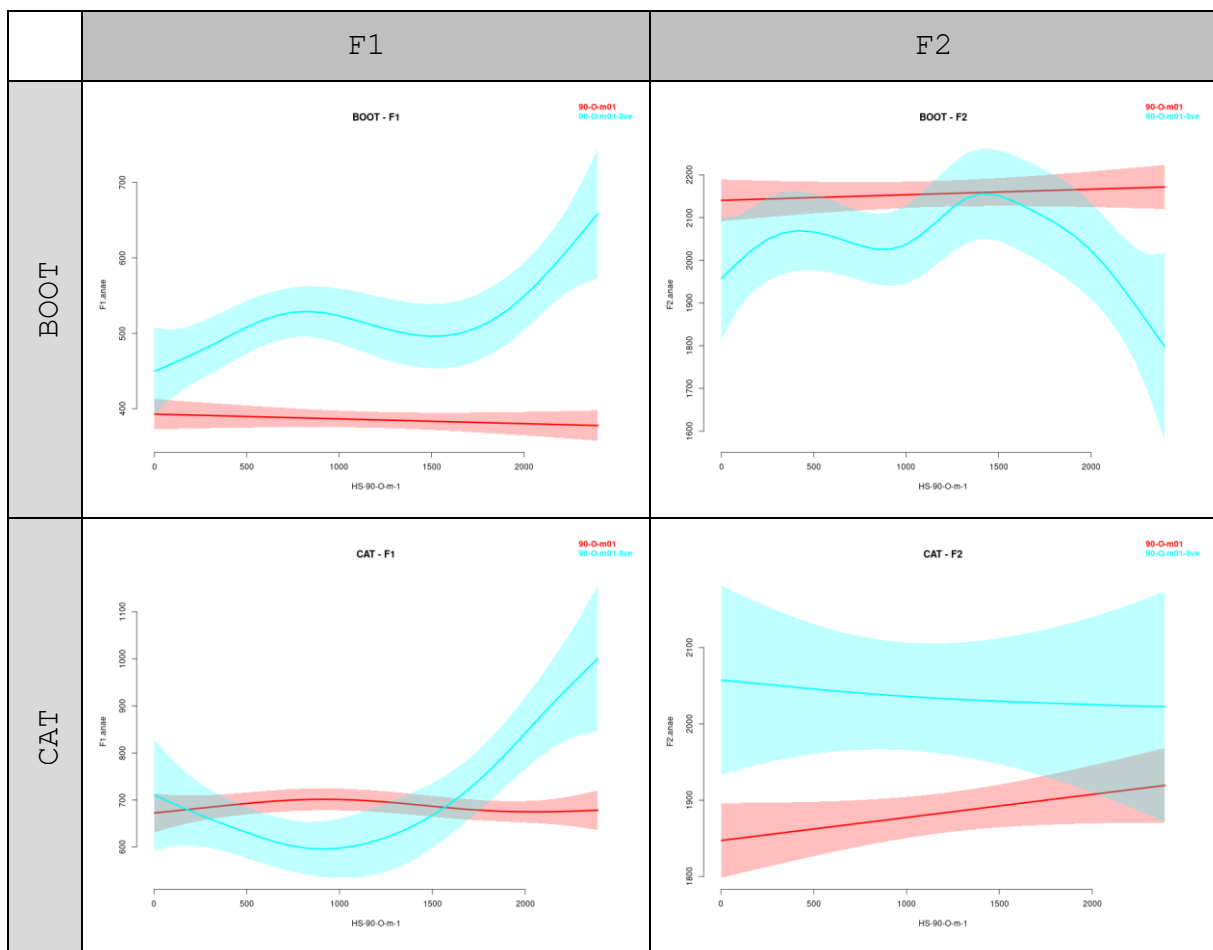 F1
F2
BOOT
BOOT - F1
90-O-m01
90-O-m01-live
F1.anae
700
600
500
400
0
500
1000
1500
2000
HS-90-O-m-1
BOOT - F2
90-O-m01
90-O-m01-live
F2.anae
2200
2100
2000
1900
1800
1700
1600
0
500
1000
1500
2000
HS-90-O-m-1
CAT
CAT - F1
90-O-m01
90-O-m01-live
F1.anae
1100
1000
900
800
700
600
0
500
1000
1500
2000
HS-90-O-m-1
CAT - F2
90-O-m01
90-O-m01-live
F2.anae
2100
2000
1900
1800
0
500
1000
1500
2000
HS-90-O-m-1